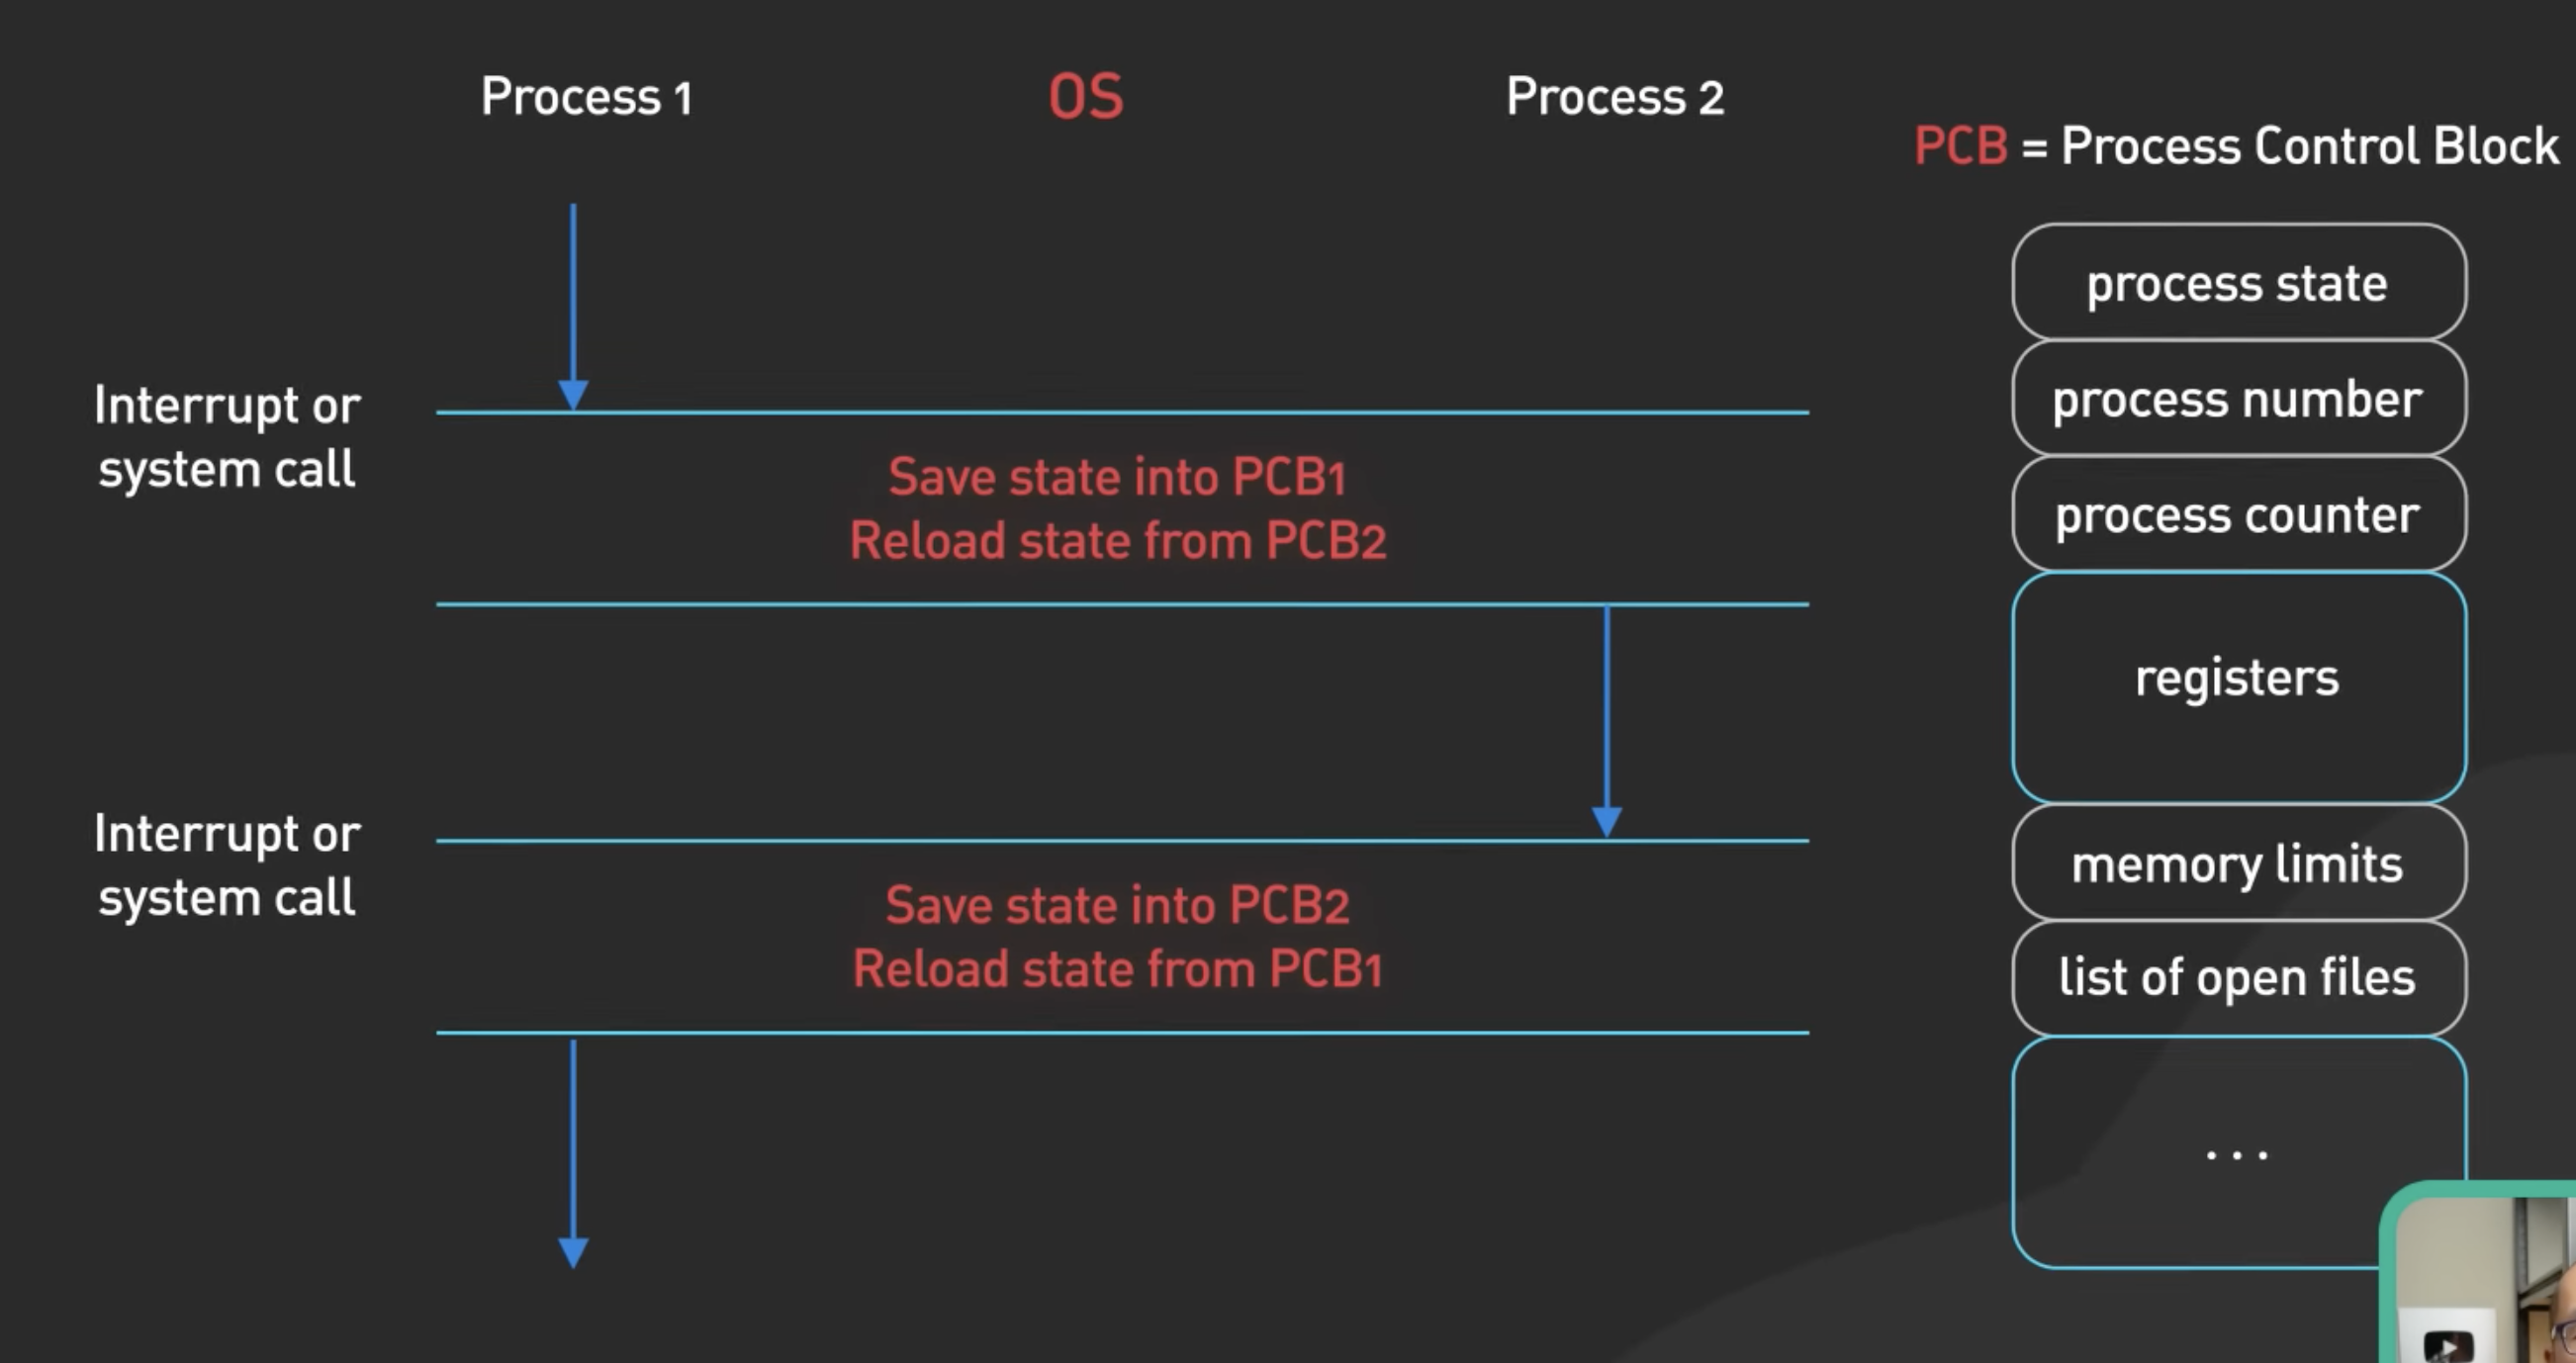 Process 1
OS
Process 2
PCB = Process Control Block
Interrupt or
system call
Save state into PCB1
Reload state from PCB2
Interrupt or
system call
Save state into PCB2
Reload state from PCB1
process state
process number
process counter
registers
memory limits
list of open files
...